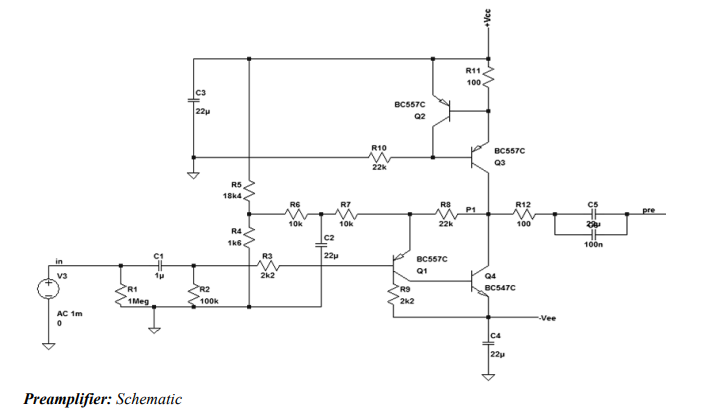 +Vcc
R11
100
C3
22µ
BC557C
Q2
R10
22k
BC557C
Q3
R5
18k4
R6
10k
R7
10k
R8
22k
P1
R12
100
C5
22µ
100n
pre
R4
1k6
C2
22µ
in
C1
1µ
R3
2k2
BC557C
Q1
V3
R1
1Meg
R2
100k
R9
2k2
Q4
BC547C
AC 1m
0
-Vee
C4
22µ
Preamplifier: Schematic